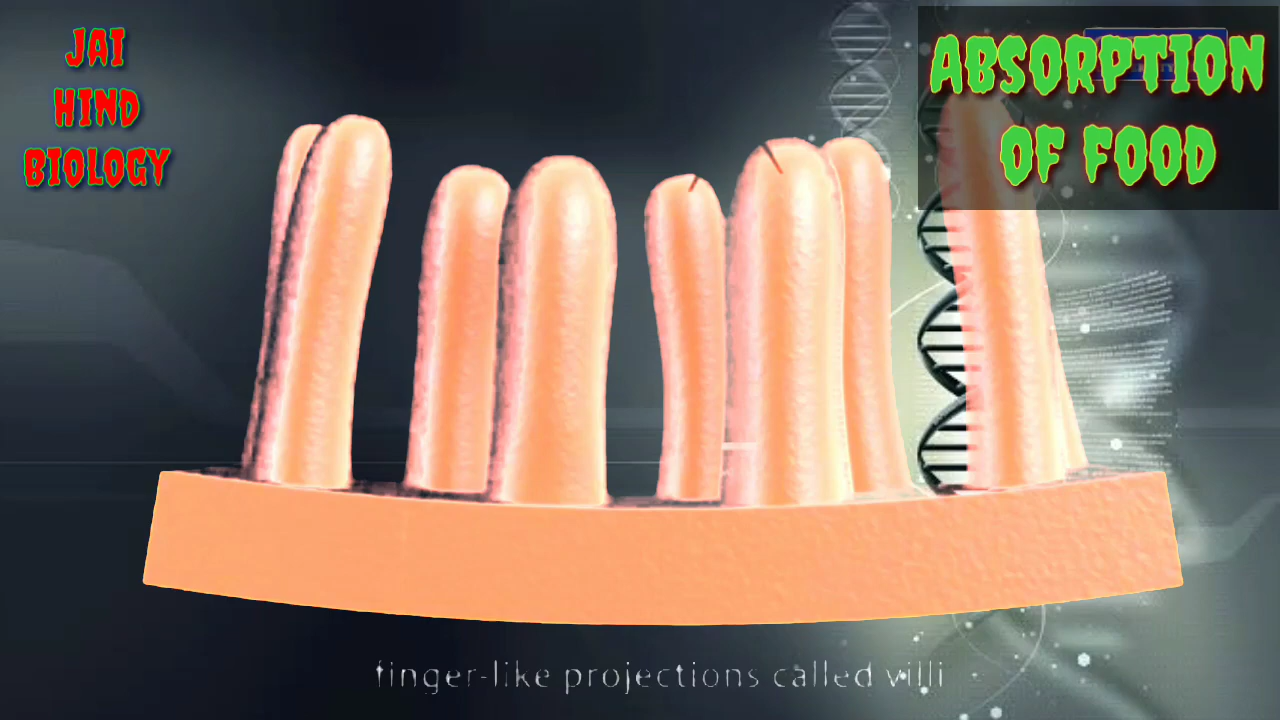 JAI
HIND
BIOLOGY
ABSORPTION
OF FOOD
finger-like projections called villi